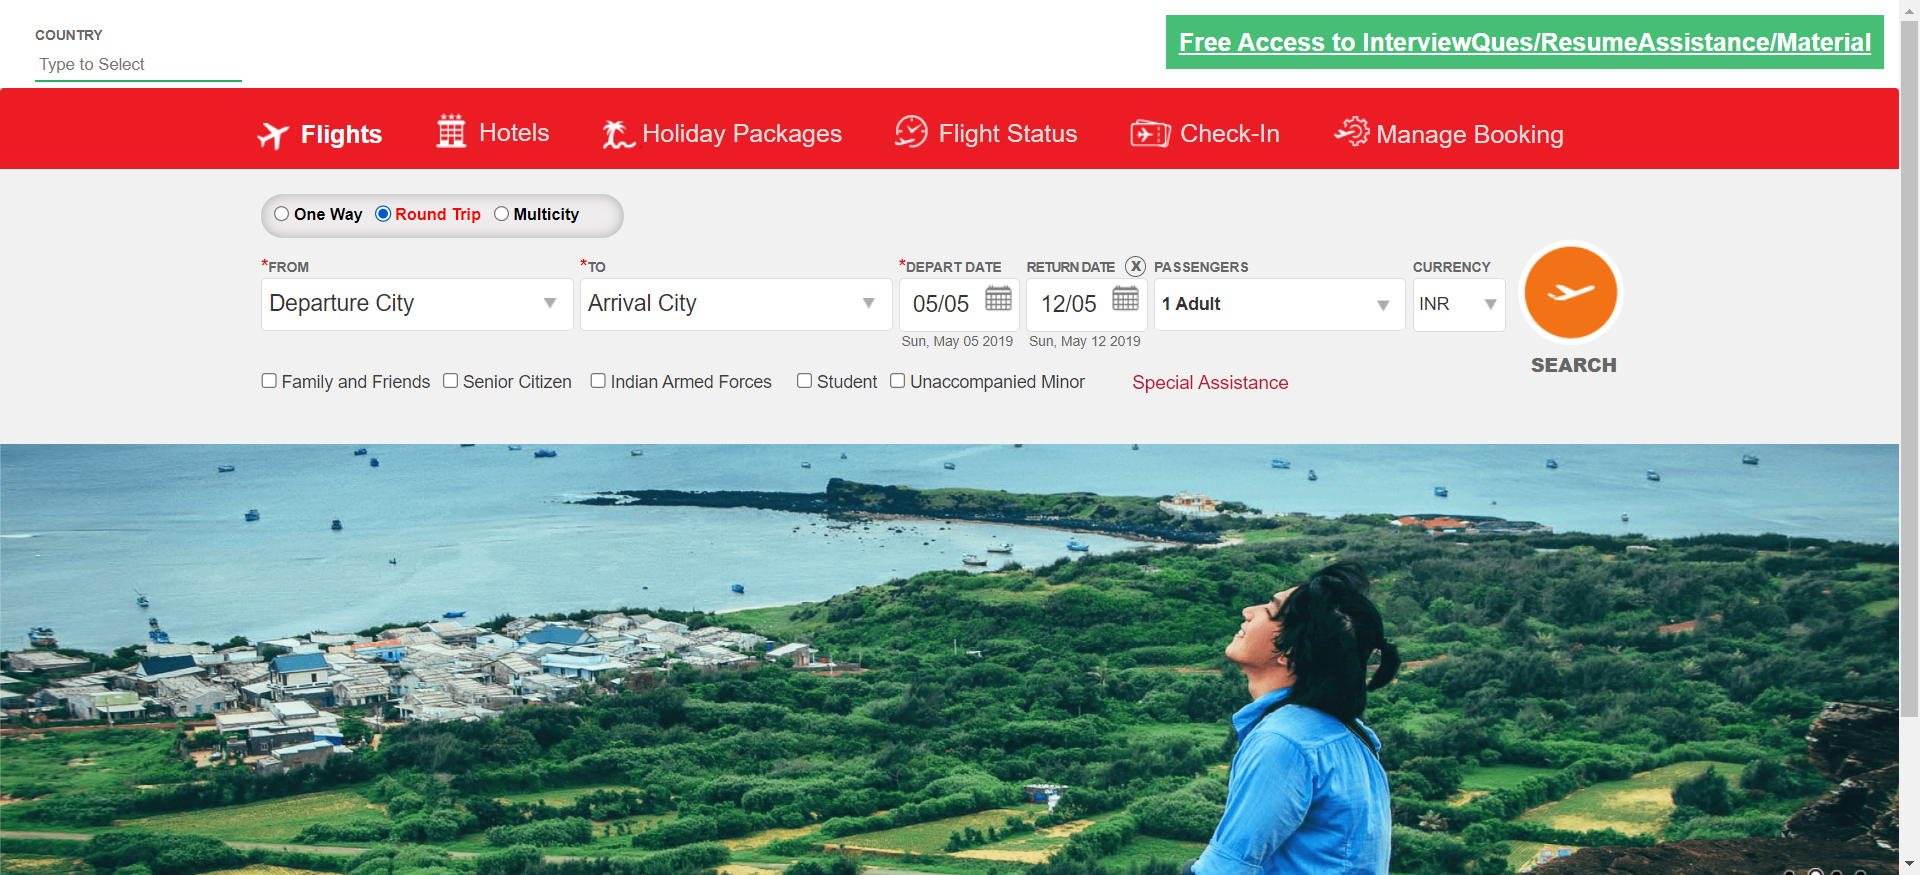 COUNTRY
Type to Select
Free Access to InterviewQues/ResumeAssistance/Material
Flights
Hotels
Holiday Packages
Flight Status
Check-In
Manage Booking
One Way
Round Trip
Multicity
*FROM
*TO
*DEPART DATE
RETURN DATE
X
PASSENGERS
CURRENCY
Departure City
Arrival City
05/05
12/05
1 Adult
INR
Sun, May 05 2019
Sun, May 12 2019
SEARCH
Family and Friends
Senior Citizen
Indian Armed Forces
Student
Unaccompanied Minor
Special Assistance